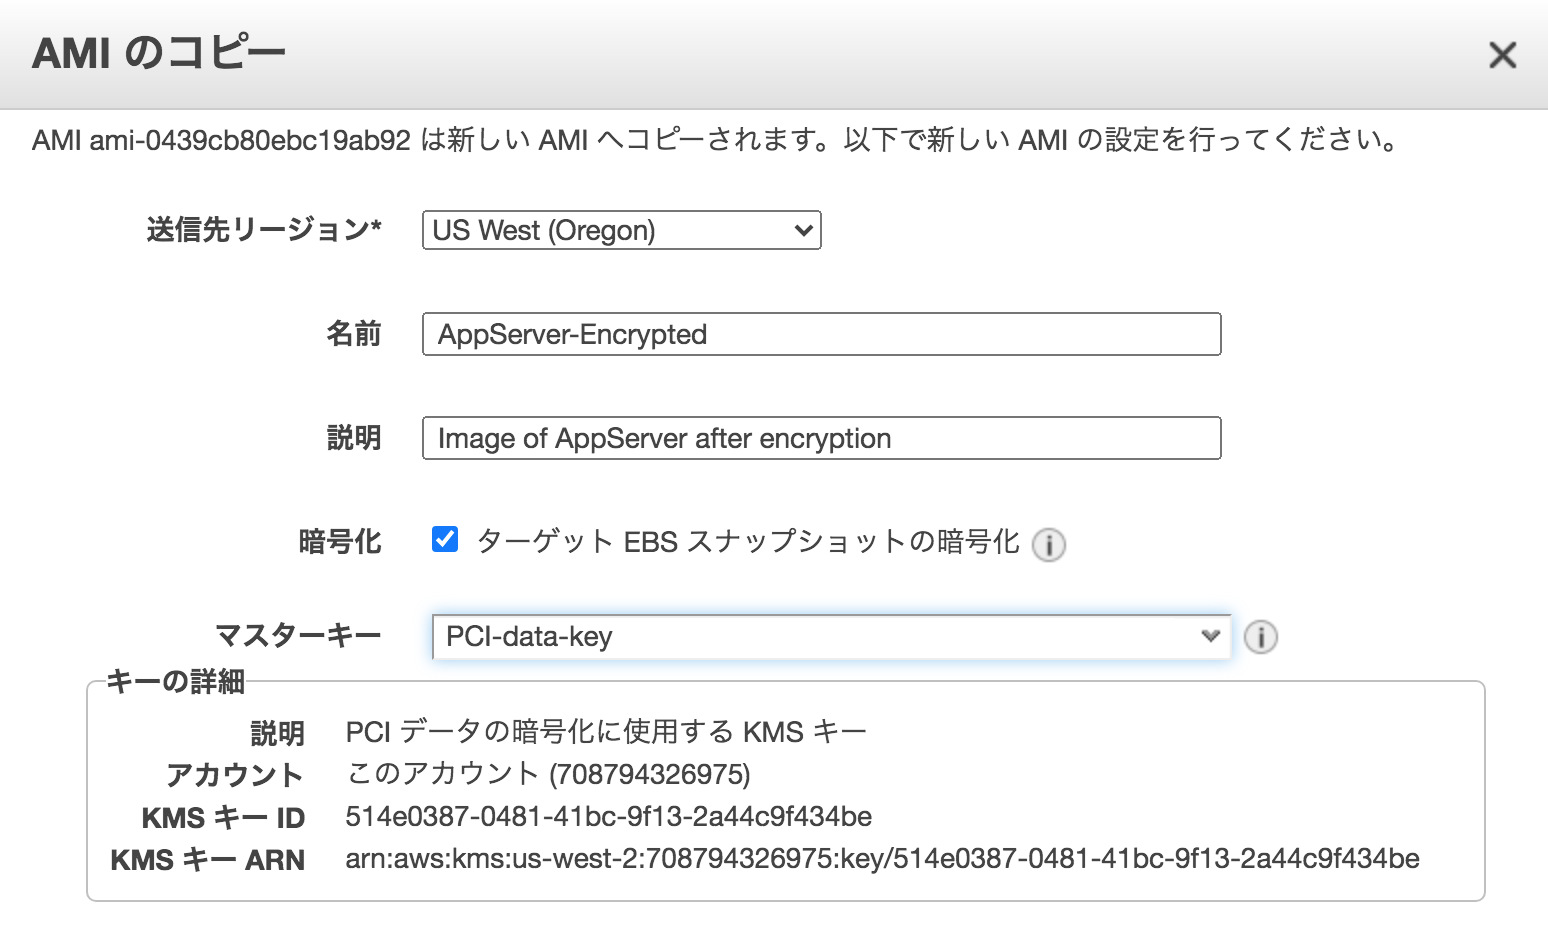 AMI のコピー
AMI ami-0439cb80ebc19ab92 は新しい AMI へコピーされます。以下で新しい AMI の設定を行ってください。
送信先リージョン* US West (Oregon)
名前 AppServer-Encrypted
説明 Image of AppServer after encryption
暗号化 ターゲット EBS スナップショットの暗号化
マスターキー PCI-data-key
キーの詳細
説明 PCI データの暗号化に使用する KMS キー
アカウント このアカウント (708794326975)
KMS キー ID 514e0387-0481-41bc-9f13-2a44c9f434be
KMS キー ARN arn:aws:kms:us-west-2:708794326975:key/514e0387-0481-41bc-9f13-2a44c9f434be